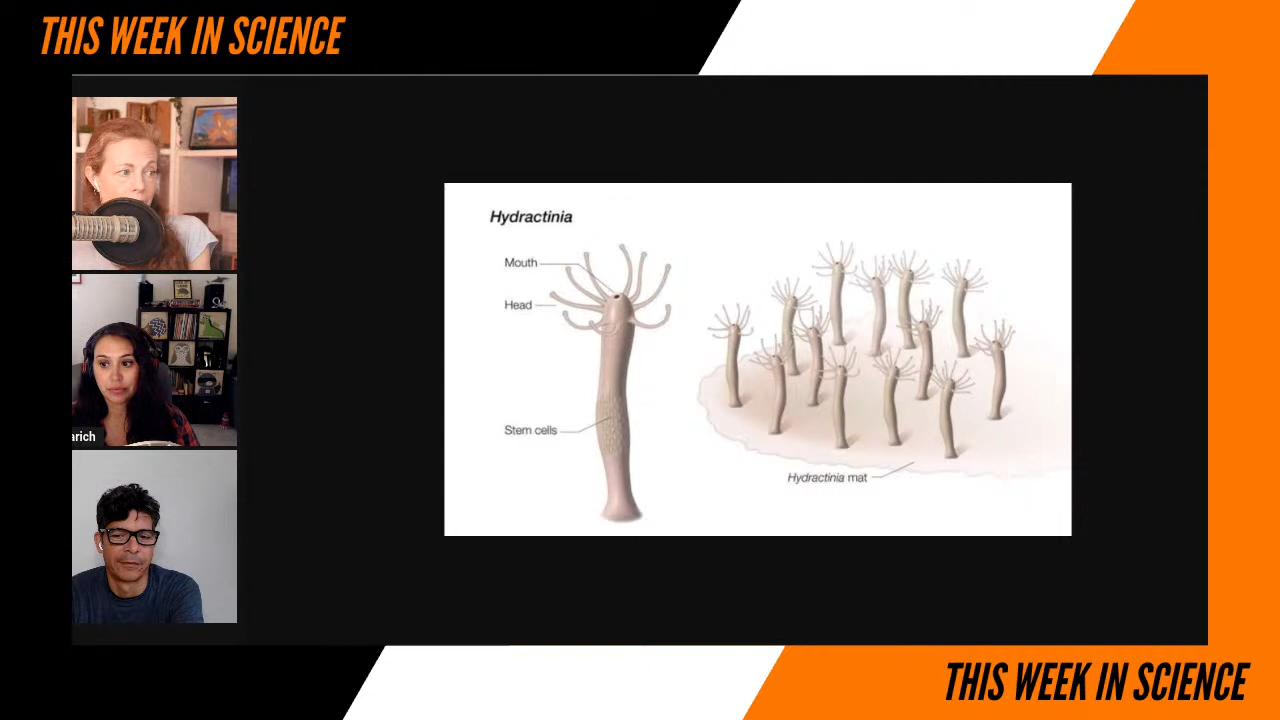 THIS WEEK IN SCIENCE
Hydractinia
Mouth
Head
Stem cells
Hydractinia mat
arich
THIS WEEK IN SCIENCE